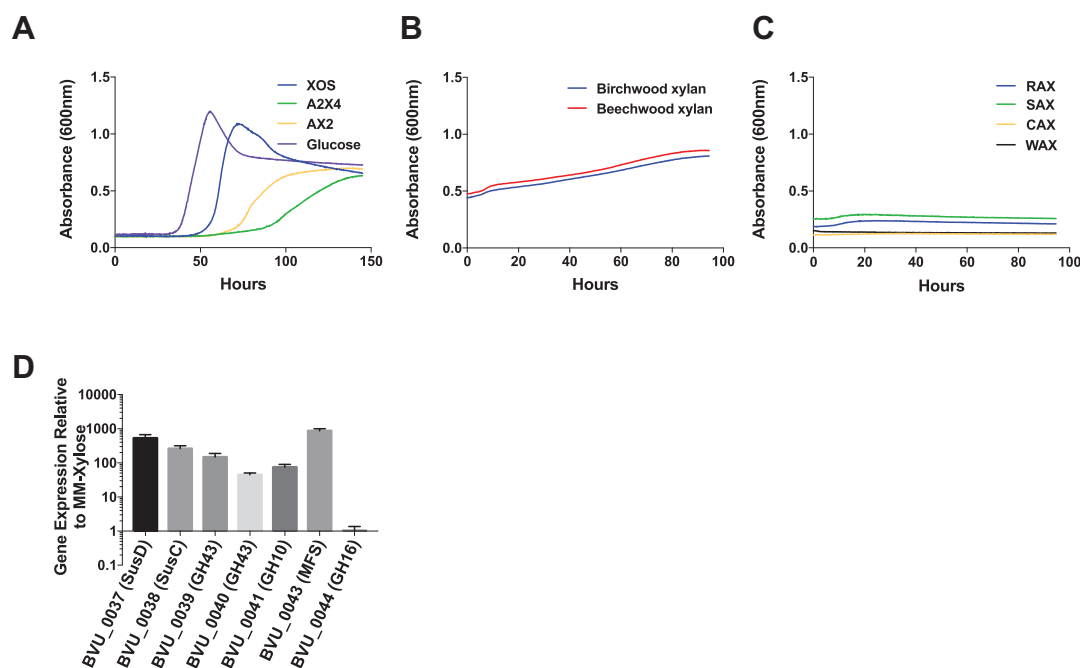 A
B
C
1.5
1.0
0.5
0.0
Absorbance (600nm)
0
50
100
150
Hours
XOS
A2X4
AX2
Glucose
1.5
1.0
0.5
0.0
Absorbance (600nm)
0
20
40
60
80
100
Hours
Birchwood xylan
Beechwood xylan
1.5
1.0
0.5
0.0
Absorbance (600nm)
0
20
40
60
80
100
Hours
RAX
SAX
CAX
WAX
D
Gene Expression Relative
to MM-Xylose
10000
1000
100
10
1
0.1
BVU_0037 (SusD)
BVU_0038 (SusC)
BVU_0039 (GH43)
BVU_0040 (GH43)
BVU_0041 (GH10)
BVU_0043 (MFS)
BVU_0044 (GH16)